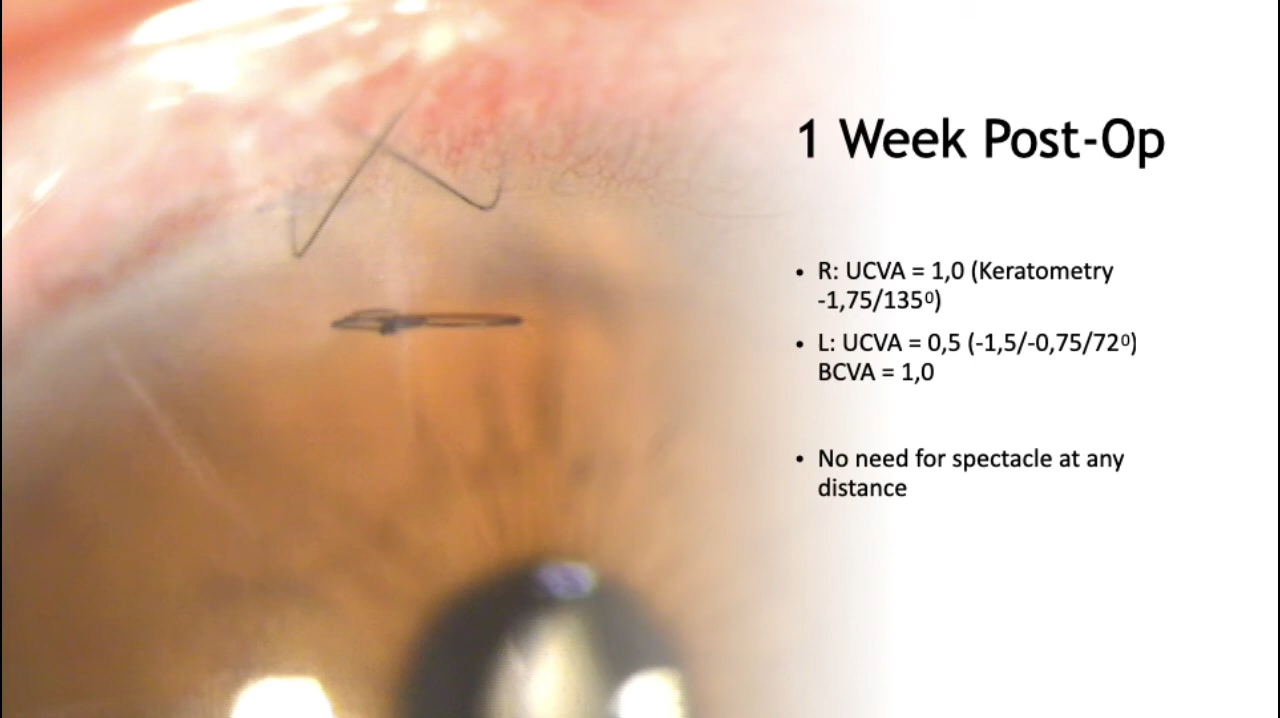 1 Week Post-Op
• R: UCVA = 1,0 (Keratometry
-1,75/135⁰)
• L: UCVA = 0,5 (-1,5/-0,75/72⁰)
BCVA = 1,0
• No need for spectacle at any
distance